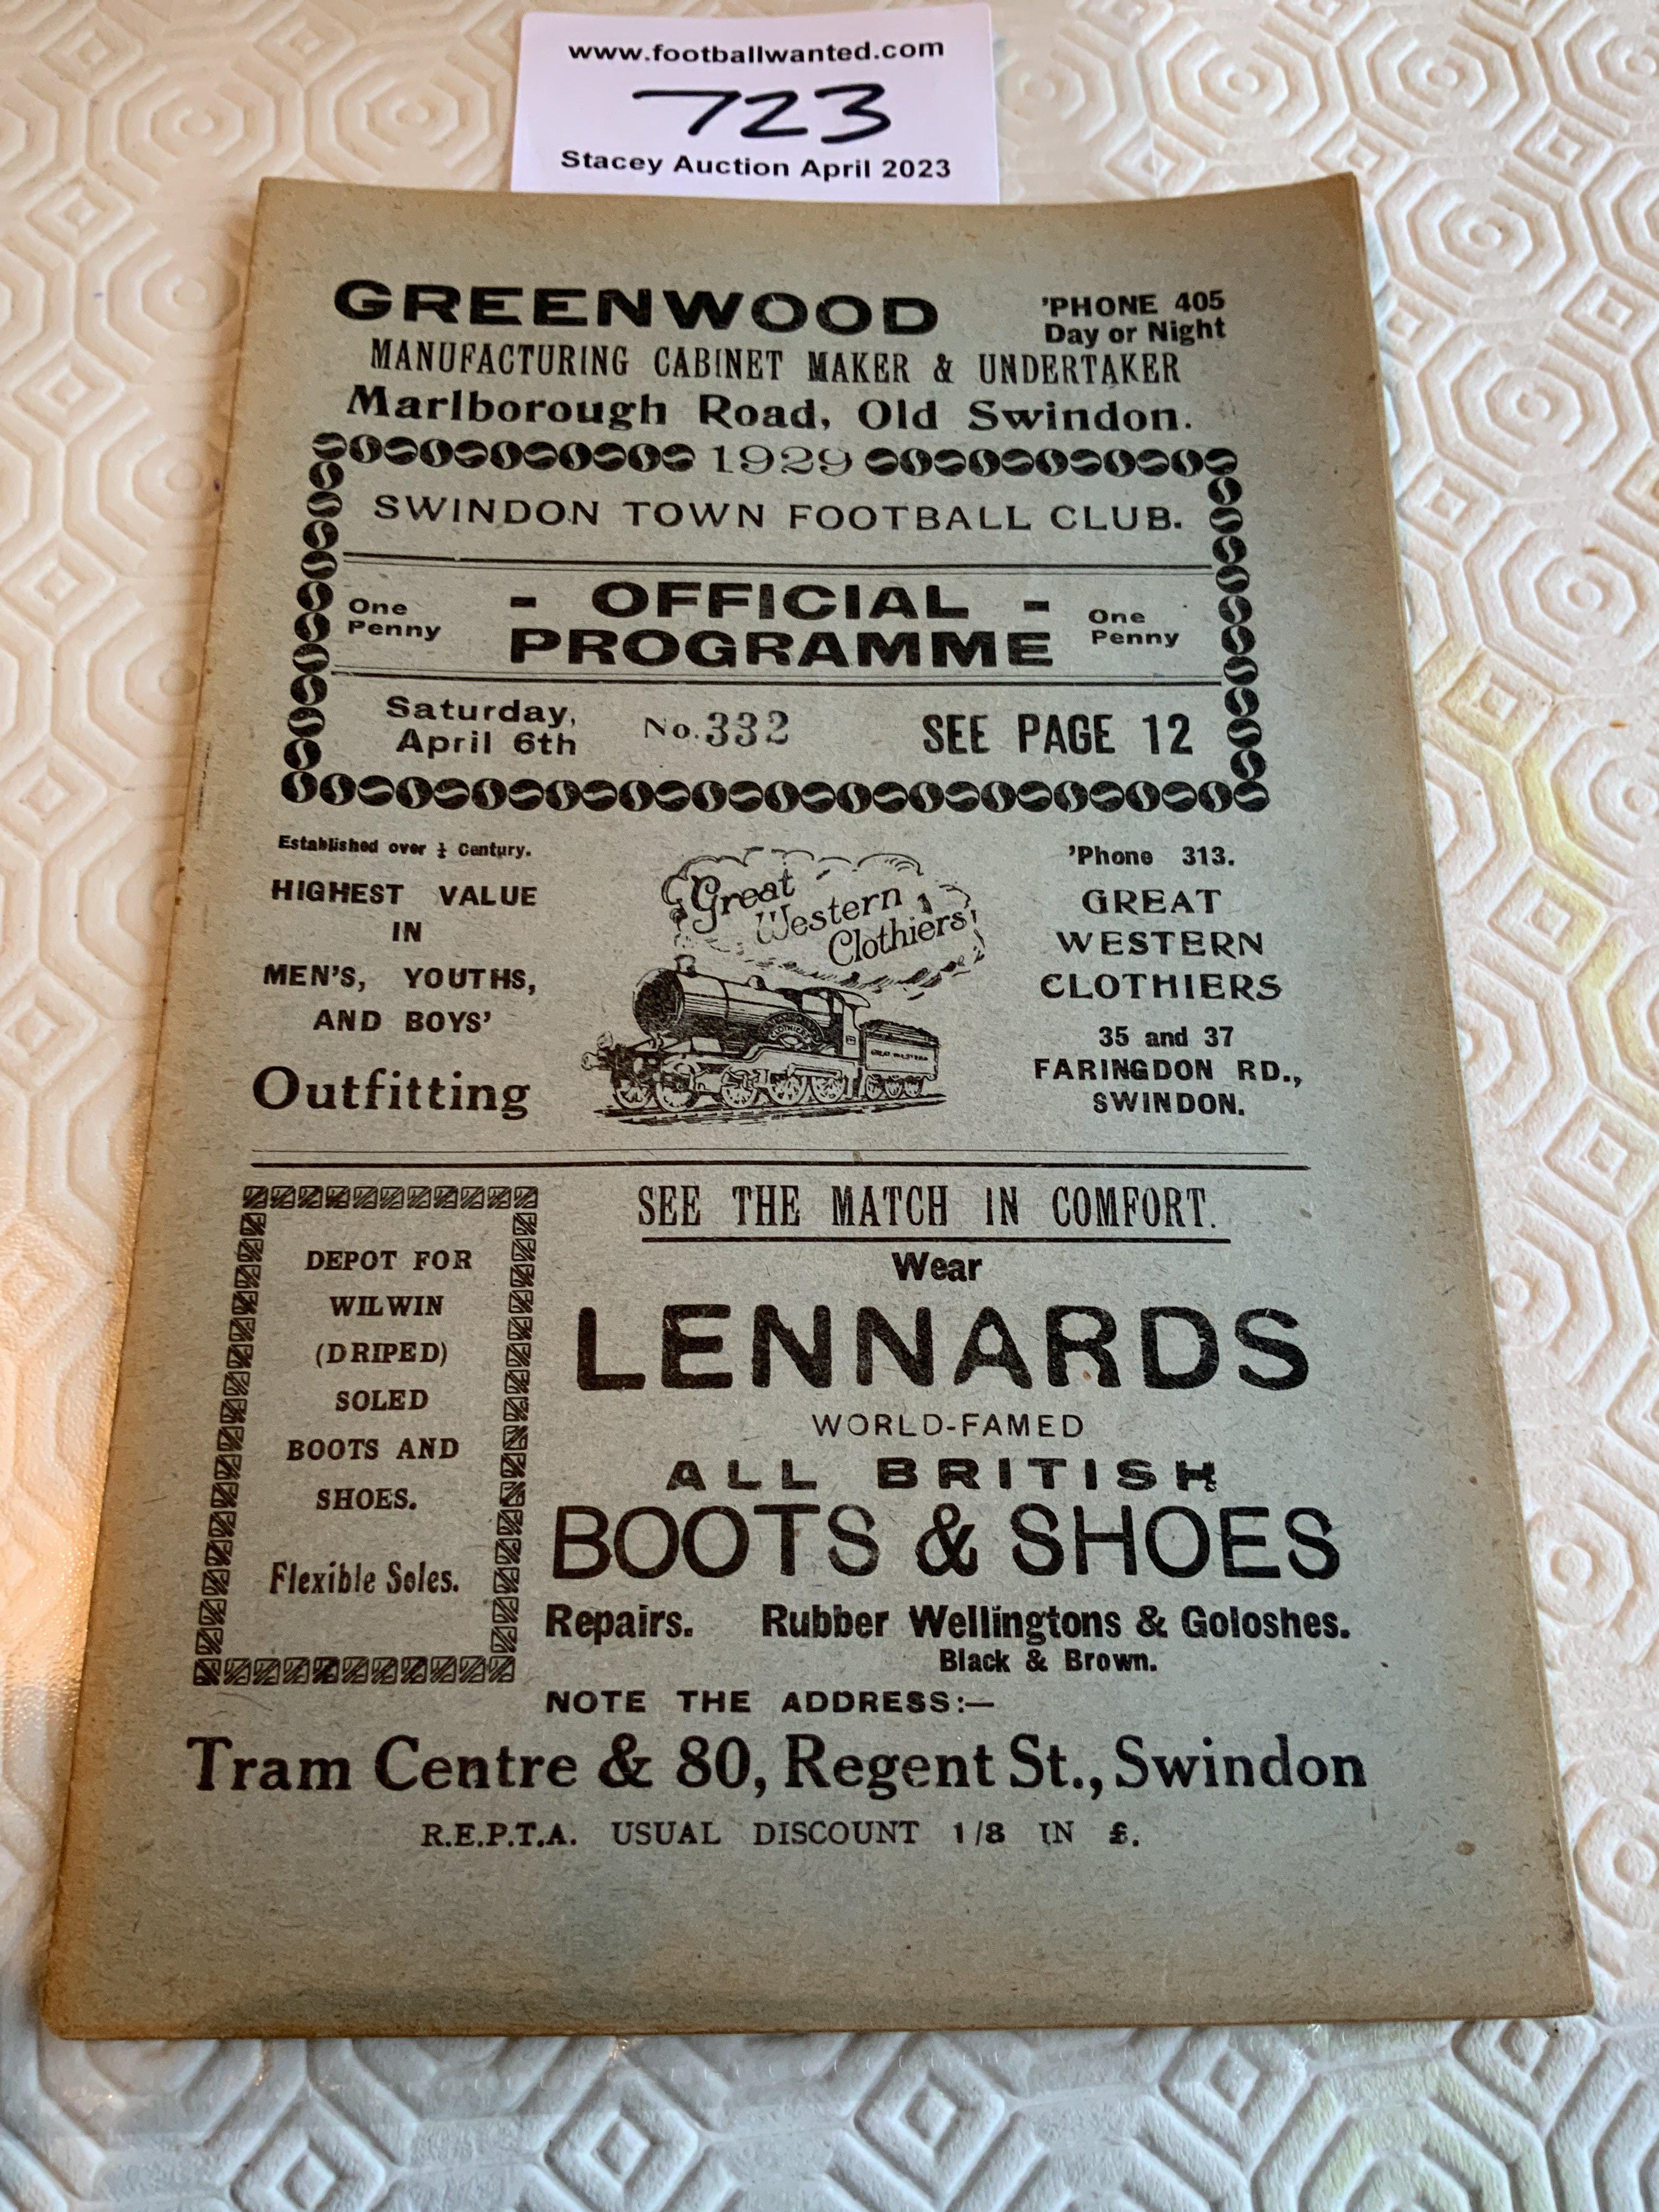 www.footballwanted.com
723
Stacey Auction April 2023
GREENWOOD
'PHONE 405
Day or Night
MANUFACTURING CABINET MAKER & UNDERTAKER
Marlborough Road, Old Swindon.
1929
SWINDON TOWN FOOTBALL CLUB.
One
Penny
- OFFICIAL -
PROGRAMME
One
Penny
Saturday,
April 6th
No. 332
SEE PAGE 12
Established over ½ Century.
HIGHEST VALUE
IN
MEN'S, YOUTHS,
AND BOYS'
Outfitting
Great
Western
Clothiers
GREAT WESTERN
'Phone 313.
GREAT
WESTERN
CLOTHIERS
35 and 37
FARINGDON RD.,
SWINDON.
DEPOT FOR
WILWIN
(DRIPED)
SOLED
BOOTS AND
SHOES.
Flexible Soles.
SEE THE MATCH IN COMFORT.
Wear
LENNARDS
WORLD-FAMED
ALL BRITISH
BOOTS & SHOES
Repairs. Rubber Wellingtons & Goloshes.
Black & Brown.
NOTE THE ADDRESS:—
Tram Centre & 80, Regent St., Swindon
R.E.P.T.A. USUAL DISCOUNT 1/8 IN £.